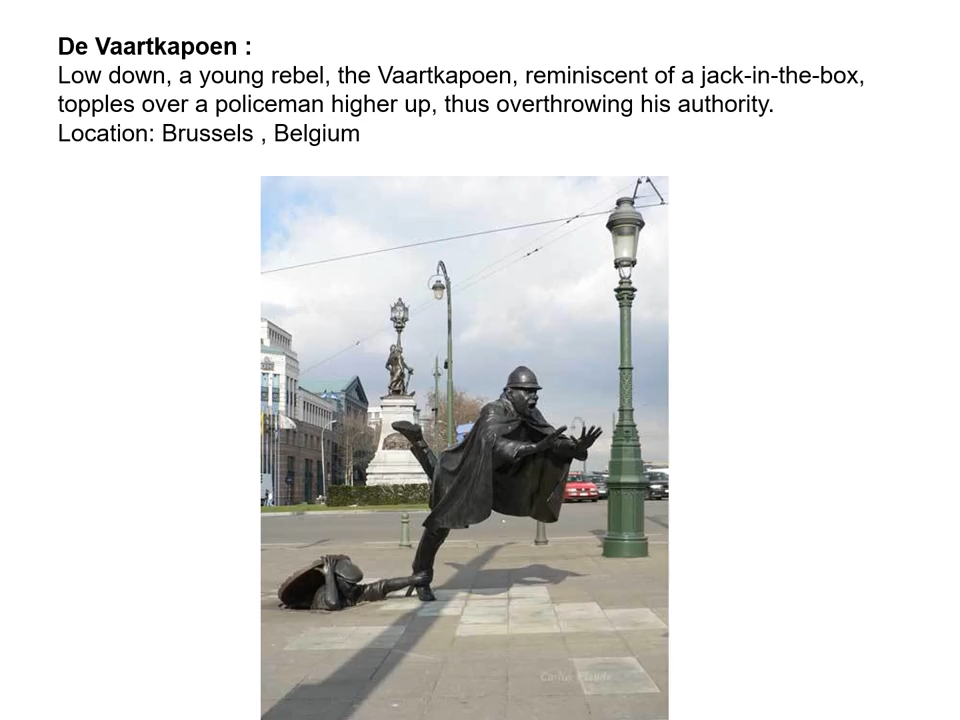 De Vaartkapoen :
Low down, a young rebel, the Vaartkapoen, reminiscent of a jack-in-the-box,
topples over a policeman higher up, thus overthrowing his authority.
Location: Brussels , Belgium